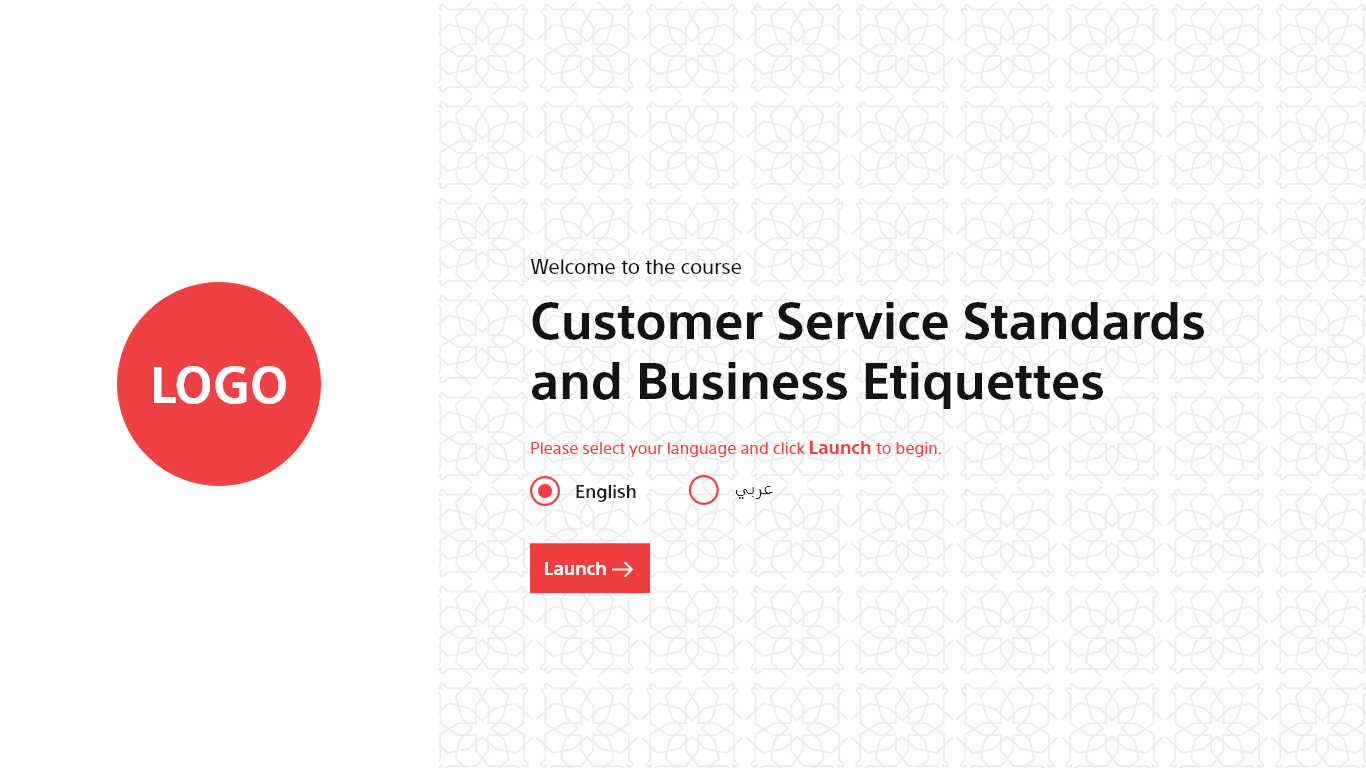 LOGO
Welcome to the course
Customer Service Standards
and Business Etiquettes
Please select your language and click Launch to begin.
English
عربي
Launch